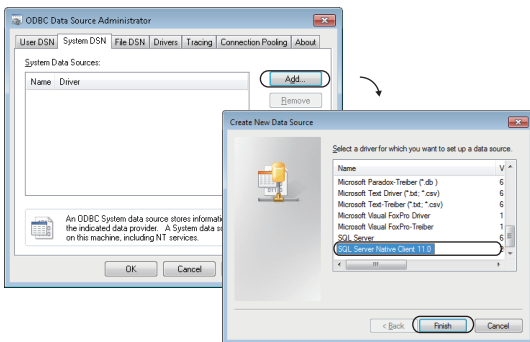 ODBC Data Source Administrator
User DSN System DSN File DSN Drivers Tracing Connection Pooling About
System Data Sources:
Name Driver
Add...
Remove
An ODBC System data source stores
the indicated data provider. A System data
on this machine, including NT services.
OK Cancel
Create New Data Source
Select a driver for which you want to set up a data source.
Name V
Microsoft Paradox-Treiber (*.db ) 6
Microsoft Text Driver (*.txt; *.csv) 6
Microsoft Text-Treiber (*.txt; *.csv) 6
Microsoft Visual FoxPro Driver 1
Microsoft Visual FoxPro-Treiber 1
SQL Server 6
SQL Server Native Client 11.0
< Back Finish Cancel